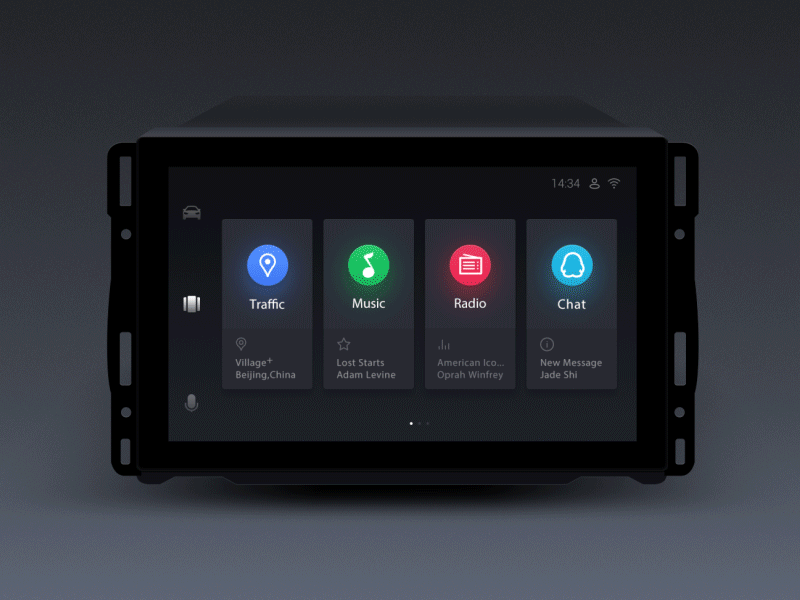 14:34
Traffic
Music
Radio
Chat
Village+
Beijing,China
Lost Starts
Adam Levine
American Ico...
Oprah Winfrey
New Message
Jade Shi